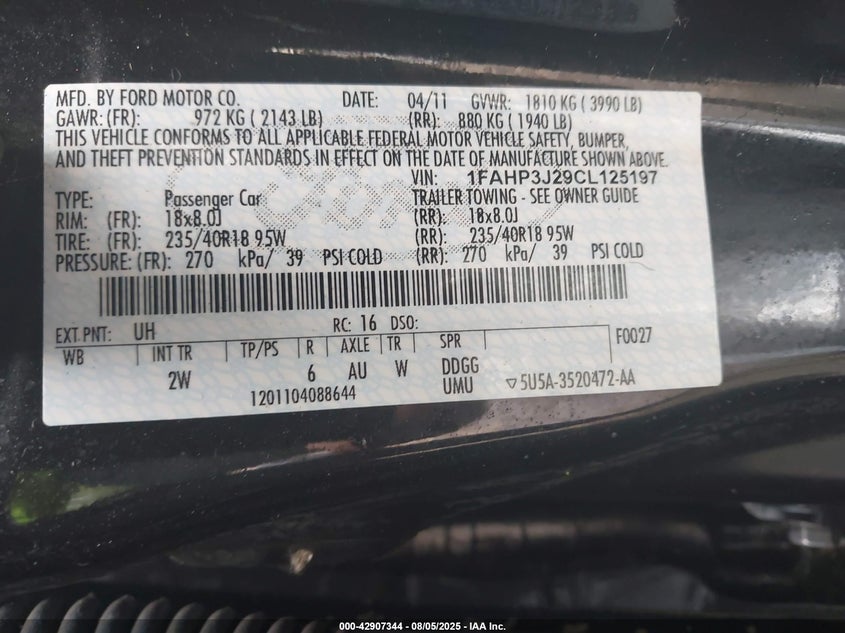 MFD. BY FORD MOTOR CO. DATE: 04/11 GVWR: 1810 KG ( 3990 LB)
GAWR: (FR): 972 KG ( 2143 LB) (RR): 880 KG ( 1940 LB)
THIS VEHICLE CONFORMS TO ALL APPLICABLE FEDERAL MOTOR VEHICLE SAFETY, BUMPER,
AND THEFT PREVENTION STANDARDS IN EFFECT ON THE DATE OF MANUFACTURE SHOWN ABOVE.
VIN: 1FAHP3J29CL125197
TYPE: Passenger Car TRAILER TOWING - SEE OWNER GUIDE
RIM: (FR): 18x8.0J (RR): 18x8.0J
TIRE: (FR): 235/40R18 95W (RR): 235/40R18 95W
PRESSURE: (FR): 270 kPa/ 39 PSI COLD (RR): 270 kPa/ 39 PSI COLD
EXT PNT: UH RC: 16 DSO:
WB INT TR TP/PS R AXLE TR SPR F0027
2W 6 AU W DDGG
1201104088644 UMU ▽5U5A-3520472-AA
000-42907344 - 08/05/2025 - IAA Inc.